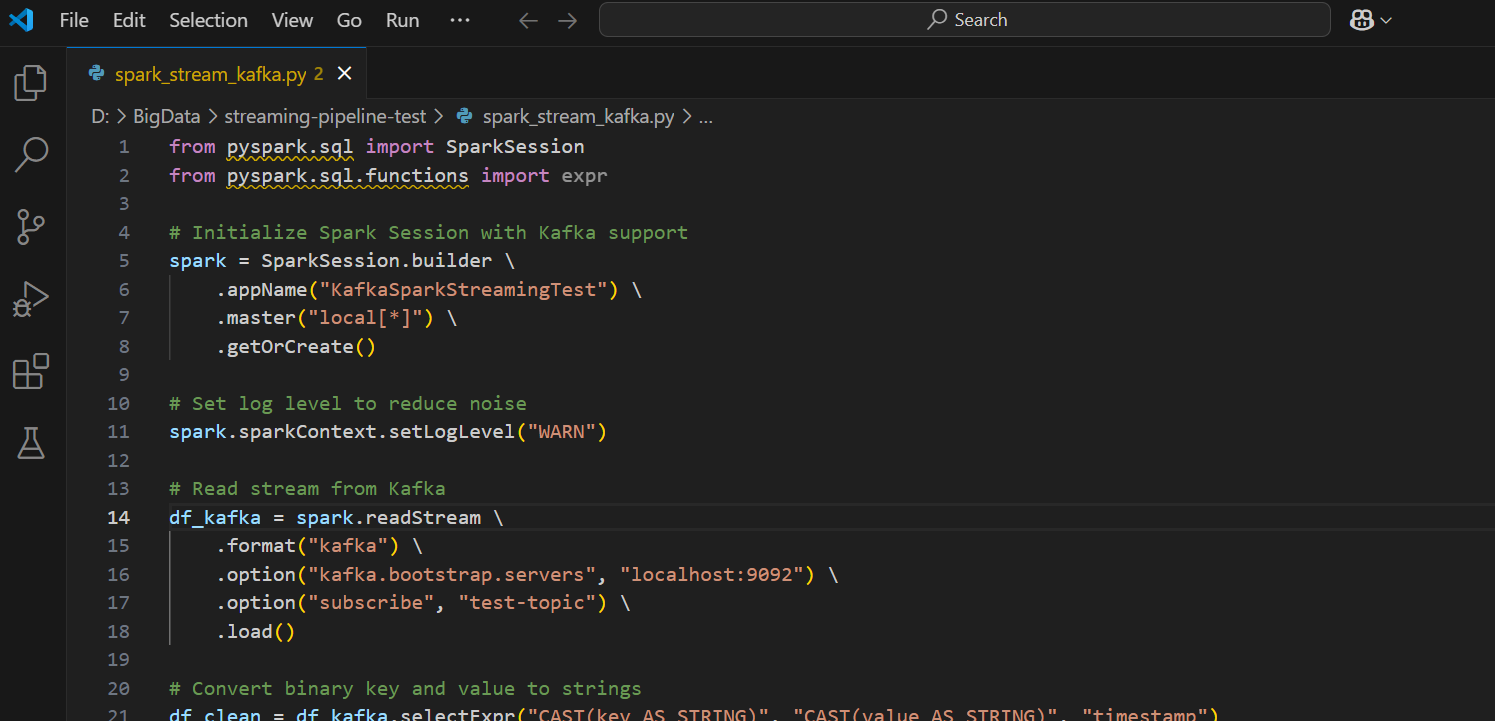 File Edit Selection View Go Run ··· Search
spark_stream_kafka.py 2
D: > BigData > streaming-pipeline-test > spark_stream_kafka.py > ...
1 from pyspark.sql import SparkSession
2 from pyspark.sql.functions import expr
3
4 # Initialize Spark Session with Kafka support
5 spark = SparkSession.builder \
6     .appName("KafkaSparkStreamingTest") \
7     .master("local[*]") \
8     .getOrCreate()
9
10 # Set log level to reduce noise
11 spark.sparkContext.setLogLevel("WARN")
12
13 # Read stream from Kafka
14 df_kafka = spark.readStream \
15     .format("kafka") \
16     .option("kafka.bootstrap.servers", "localhost:9092") \
17     .option("subscribe", "test-topic") \
18     .load()
19
20 # Convert binary key and value to strings
21 df_clean = df_kafka.selectExpr("CAST(key AS STRING)", "CAST(value AS STRING)", "timestamp")